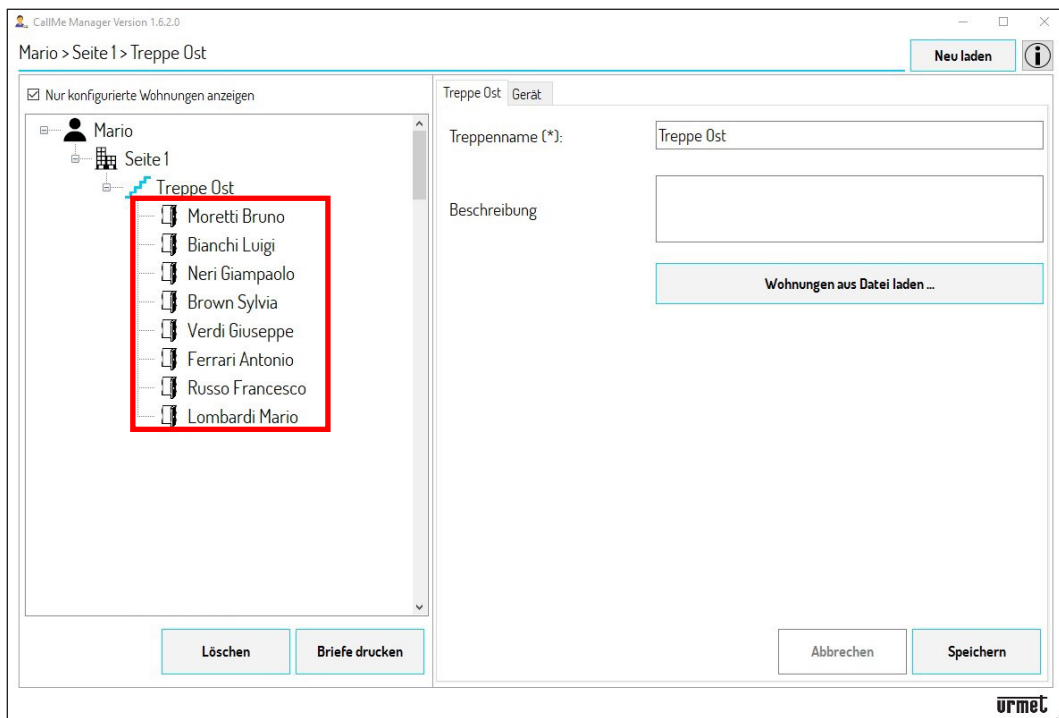 CallMe Manager Version 1.6.2.0
Mario > Seite 1 > Treppe Ost
Neu laden
Nur konfigurierte Wohnungen anzeigen
Mario
Seite 1
Treppe Ost
Moretti Bruno
Bianchi Luigi
Neri Giampaolo
Brown Sylvia
Verdi Giuseppe
Ferrari Antonio
Russo Francesco
Lombardi Mario
Löschen
Briefe drucken
Treppe Ost
Gerät
Treppenname (*):
Treppe Ost
Beschreibung
Wohnungen aus Datei laden ...
Abbrechen
Speichern
urmet